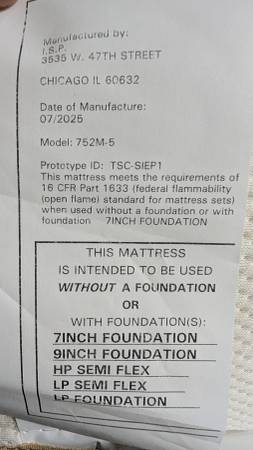 Manufactured by:
I.S.P.
3535 W. 47TH STREET
CHICAGO IL 60632
Date of Manufacture:
07/2025
Model: 752M-5
Prototype ID: TSC-SIEP1
This mattress meets the requirements of
16 CFR Part 1633 (federal flammability
(open flame) standard for mattress sets)
when used without a foundation or with
foundation 7INCH FOUNDATION
THIS MATTRESS
IS INTENDED TO BE USED
WITHOUT A FOUNDATION
OR
WITH FOUNDATION(S):
7INCH FOUNDATION
9INCH FOUNDATION
HP SEMI FLEX
LP SEMI FLEX
LP FOUNDATION